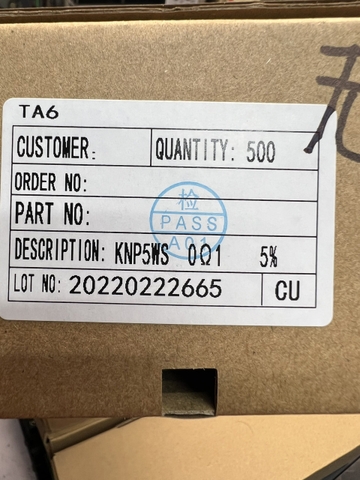 TA6
CUSTOMER:
QUANTITY: 500
ORDER NO:
PART NO:
检
PASS
A01
DESCRIPTION: KNP5WS 0Ω1 5%
LOT NO: 20220222665
CU